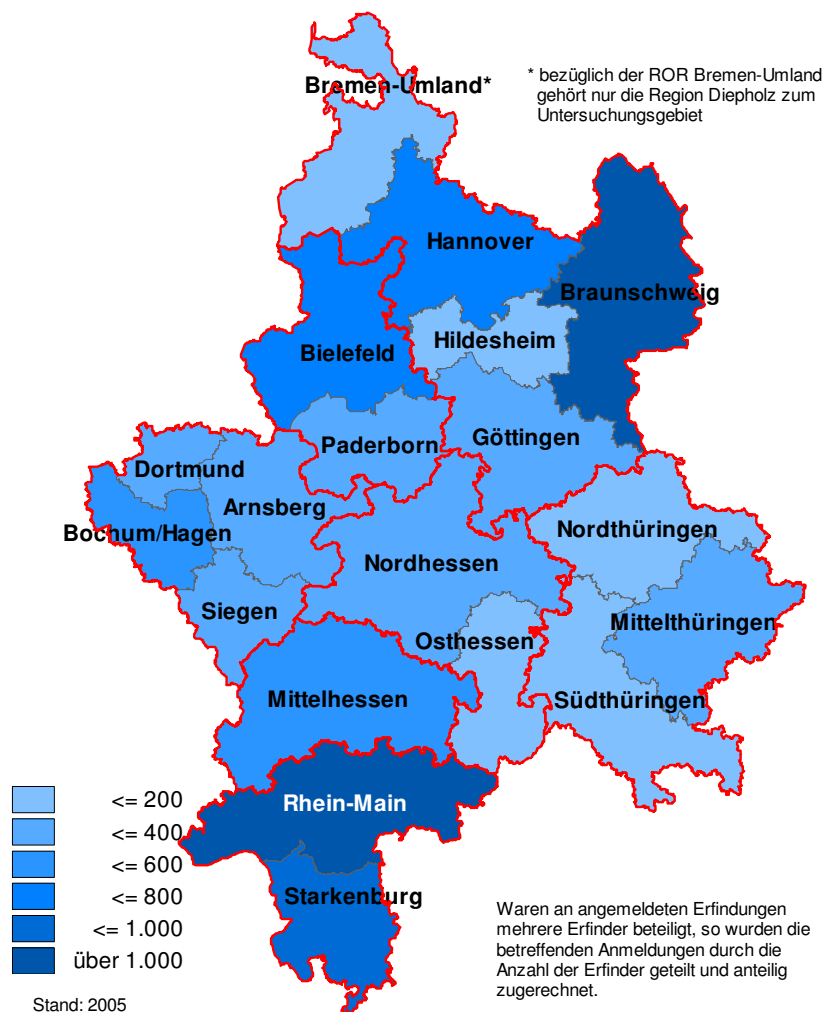 Bremen-Umland*
* bezüglich der ROR Bremen-Umland
gehört nur die Region Diepholz zum
Untersuchungsgebiet
Hannover
Braunschweig
Hildesheim
Bielefeld
Göttingen
Paderborn
Dortmund
Arnsberg
Bochum/Hagen
Nordthüringen
Nordhessen
Siegen
Mittelthüringen
Osthessen
Mittelhessen
Südthüringen
Rhein-Main
Starkenburg
<= 200
<= 400
<= 600
<= 800
<= 1.000
über 1.000
Waren an angemeldeten Erfindungen
mehrere Erfinder beteiligt, so wurden die
betreffenden Anmeldungen durch die
Anzahl der Erfinder geteilt und anteilig
zugerechnet.
Stand: 2005